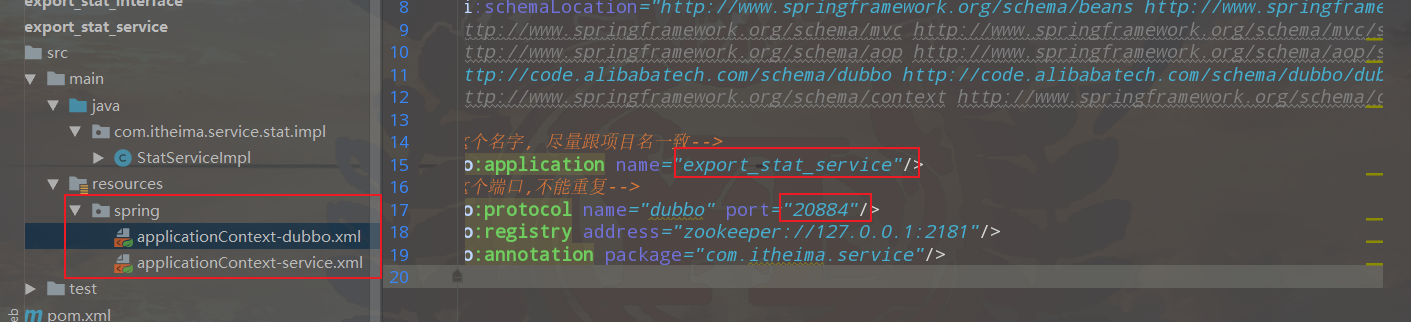 export_stat_interface
export_stat_service
src
main
java
com.itheima.service.stat.impl
StatServiceImpl
resources
spring
applicationContext-dubbo.xml
applicationContext-service.xml
test
pom.xml
eb
8 i:schemaLocation="http://www.springframework.org/schema/beans http://www.springframe
9 ttp://www.springframework.org/schema/mvc http://www.springframework.org/schema/mvc/s
10 ttp://www.springframework.org/schema/aop http://www.springframework.org/schema/aop/s
11 ttp://code.alibabatech.com/schema/dubbo http://code.alibabatech.com/schema/dubbo/dub
12 ttp://www.springframework.org/schema/context http://www.springframework.org/schema/c
13
14 这个名字, 尽量跟项目名一致-->
15 o:application name="export_stat_service"/>
16 这个端口,不能重复-->
17 o:protocol name="dubbo" port="20884"/>
18 o:registry address="zookeeper://127.0.0.1:2181"/>
19 o:annotation package="com.itheima.service"/>
20